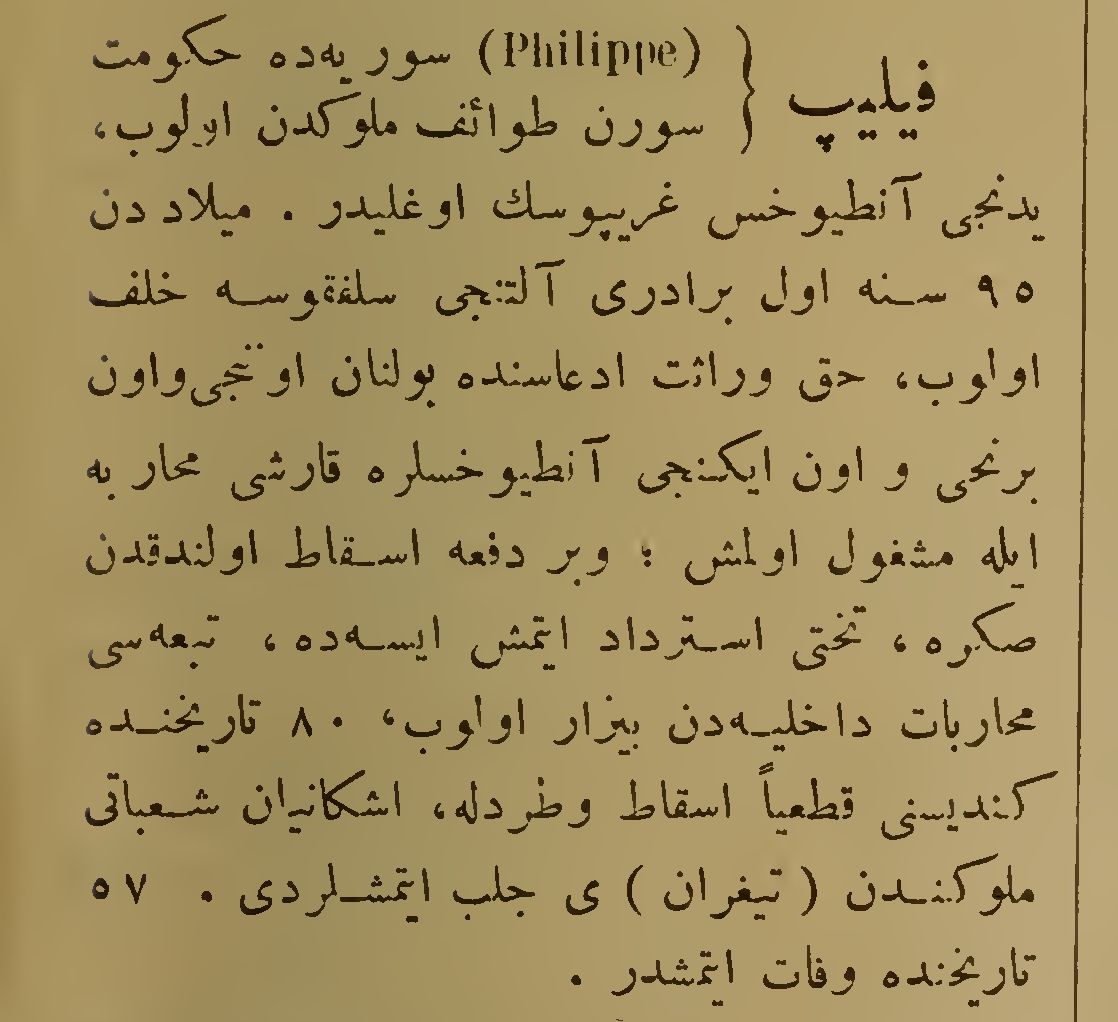 فیلیپ { (Philippe) سوریه‌ده حکومت
سورن طوائف ملوکدن اولوب،
یدنجی آنطیوخس غریپوسك اوغلیدر . میلاد دن
۹۵ سنه اول برادری آلتنجی سلفقوسه خلف
اولوب، حق وراثت ادعاسنده بولنان اوننجی واون
برنجی و اون ایکنجی آنطیوخسلره قارشی محاربه
ایله مشغول اولمش ؛ وبر دفعه اسقاط اولندقدن
صکره ، تختی استرداد ایتمش ایسه‌ده ، تبعه‌سی
محاربات داخلیه‌دن بیزار اولوب، ۸۰ تاریخنده
کندیسنی قطعیاً اسقاط وطردله، اشکانیان شعباتی
ملوکندن ( تیغران ) ی جلب ایتمشلردی . ۵۷
تاریخنده وفات ایتمشدر .